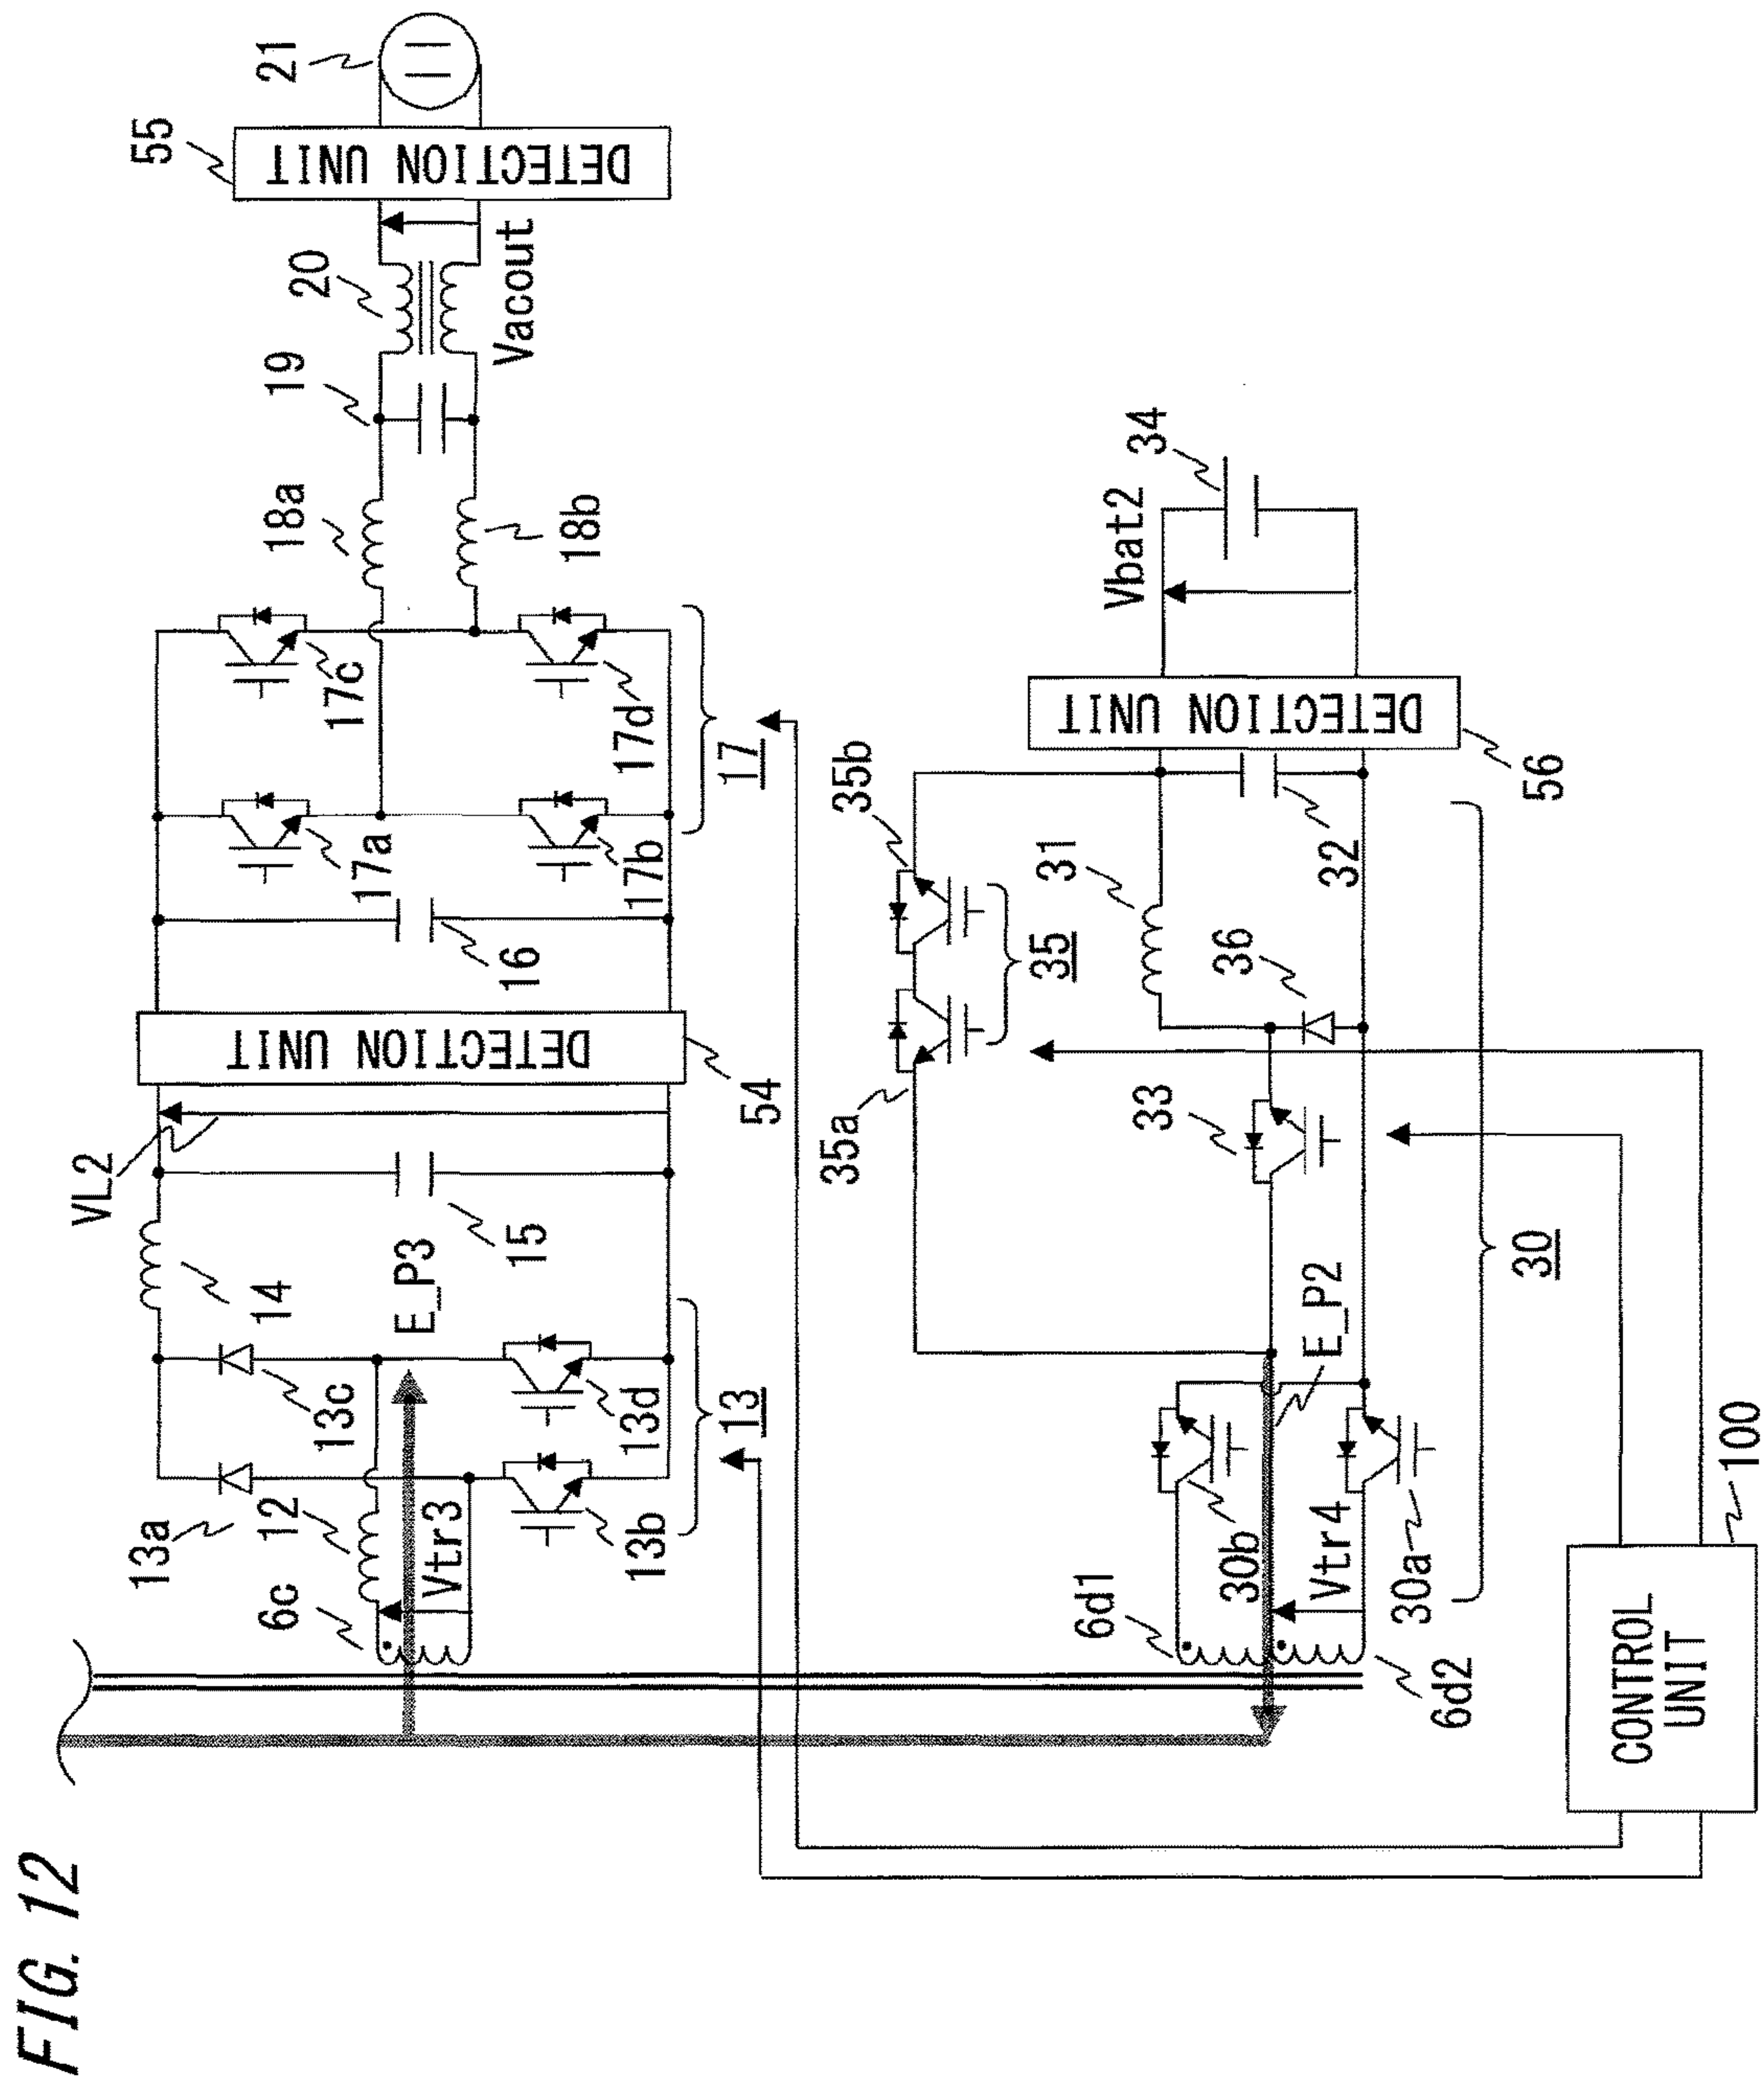 FIG. 12
13a
12
6c
Vtr3
13b
13c
13d
13
14
E_P3
15
VL2
DETECTION UNIT
54
16
17a
17b
17c
17d
17
18a
18b
19
20
Vacout
55
DETECTION UNIT
21
6d1
6d2
Vtr4
30b
30a
E_P2
35a
35b
35
33
36
31
32
30
DETECTION UNIT
56
Vbat2
34
CONTROL
UNIT
100